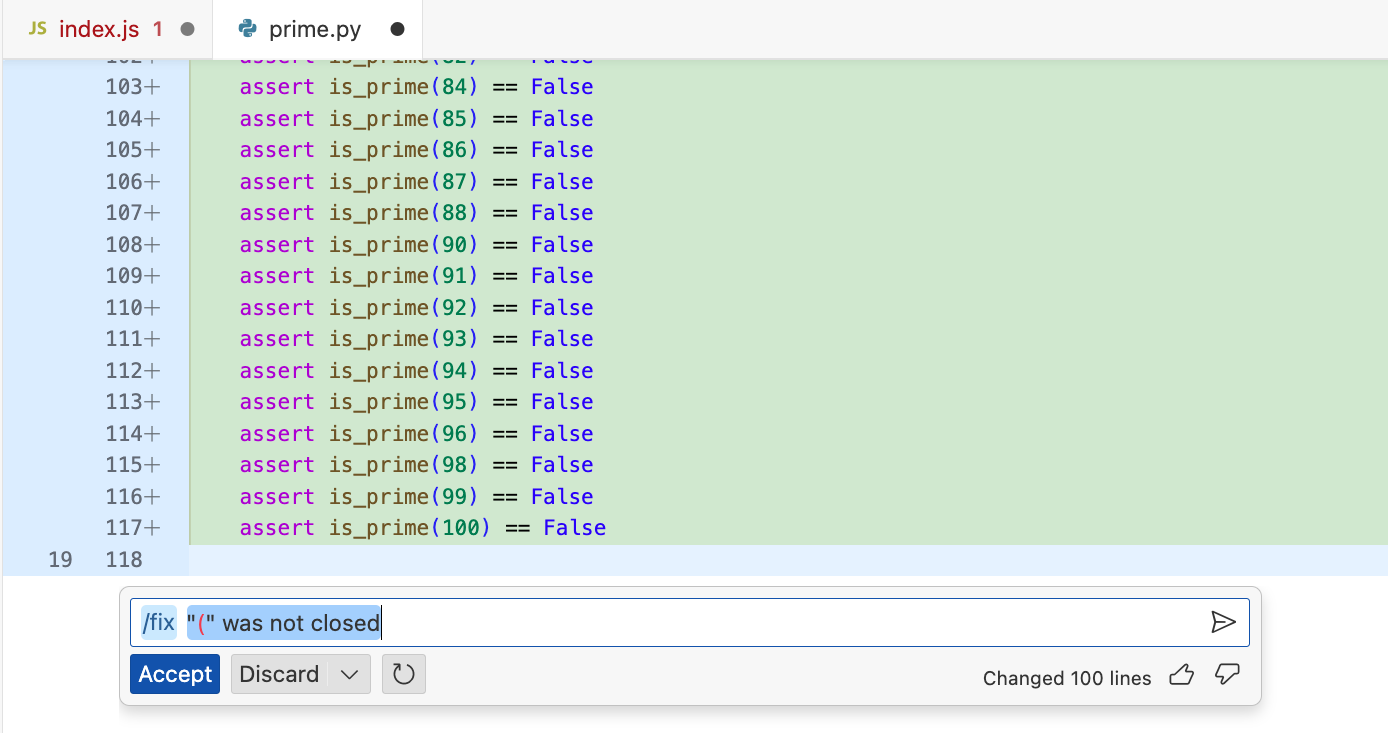 JS index.js 1 prime.py
102+ assert is_prime(82) == False
103+ assert is_prime(84) == False
104+ assert is_prime(85) == False
105+ assert is_prime(86) == False
106+ assert is_prime(87) == False
107+ assert is_prime(88) == False
108+ assert is_prime(90) == False
109+ assert is_prime(91) == False
110+ assert is_prime(92) == False
111+ assert is_prime(93) == False
112+ assert is_prime(94) == False
113+ assert is_prime(95) == False
114+ assert is_prime(96) == False
115+ assert is_prime(98) == False
116+ assert is_prime(99) == False
117+ assert is_prime(100) == False
19 118
/fix "(" was not closed
Accept Discard Changed 100 lines